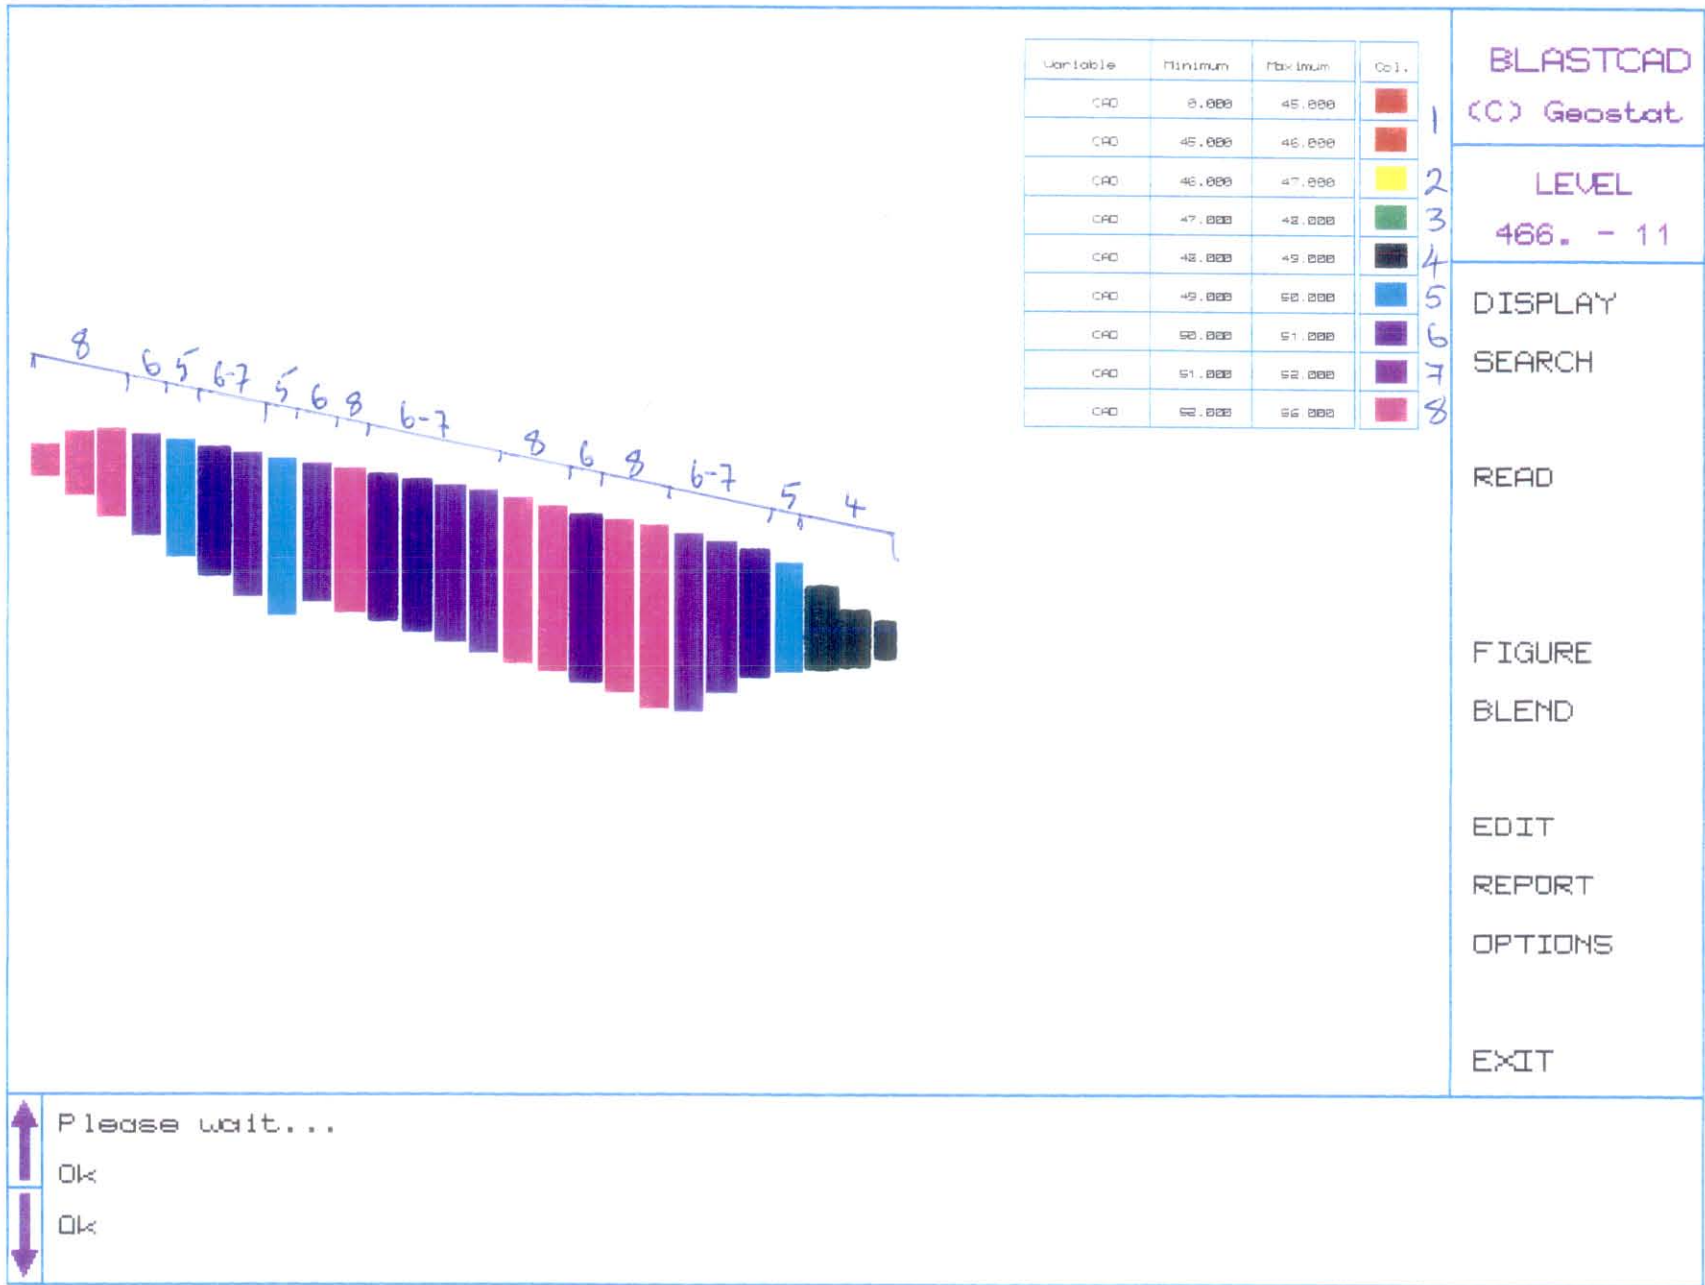 Variable Minimum Maximum Col.
CAO 0.000 45.000
1
CAO 45.000 46.000
CAO 46.000 47.000 2
CAO 47.000 48.000 3
CAO 48.000 49.000 4
CAO 49.000 50.000 5
CAO 50.000 51.000 6
CAO 51.000 52.000 7
CAO 52.000 56.000 8
BLASTCAD
(C) Geostat
LEVEL
466. - 11
DISPLAY
SEARCH
READ
FIGURE
BLEND
EDIT
REPORT
OPTIONS
EXIT
8 6 5 6-7 5 6 8 6-7 8 6 8 6-7 5 4
Please wait...
Ok
Ok